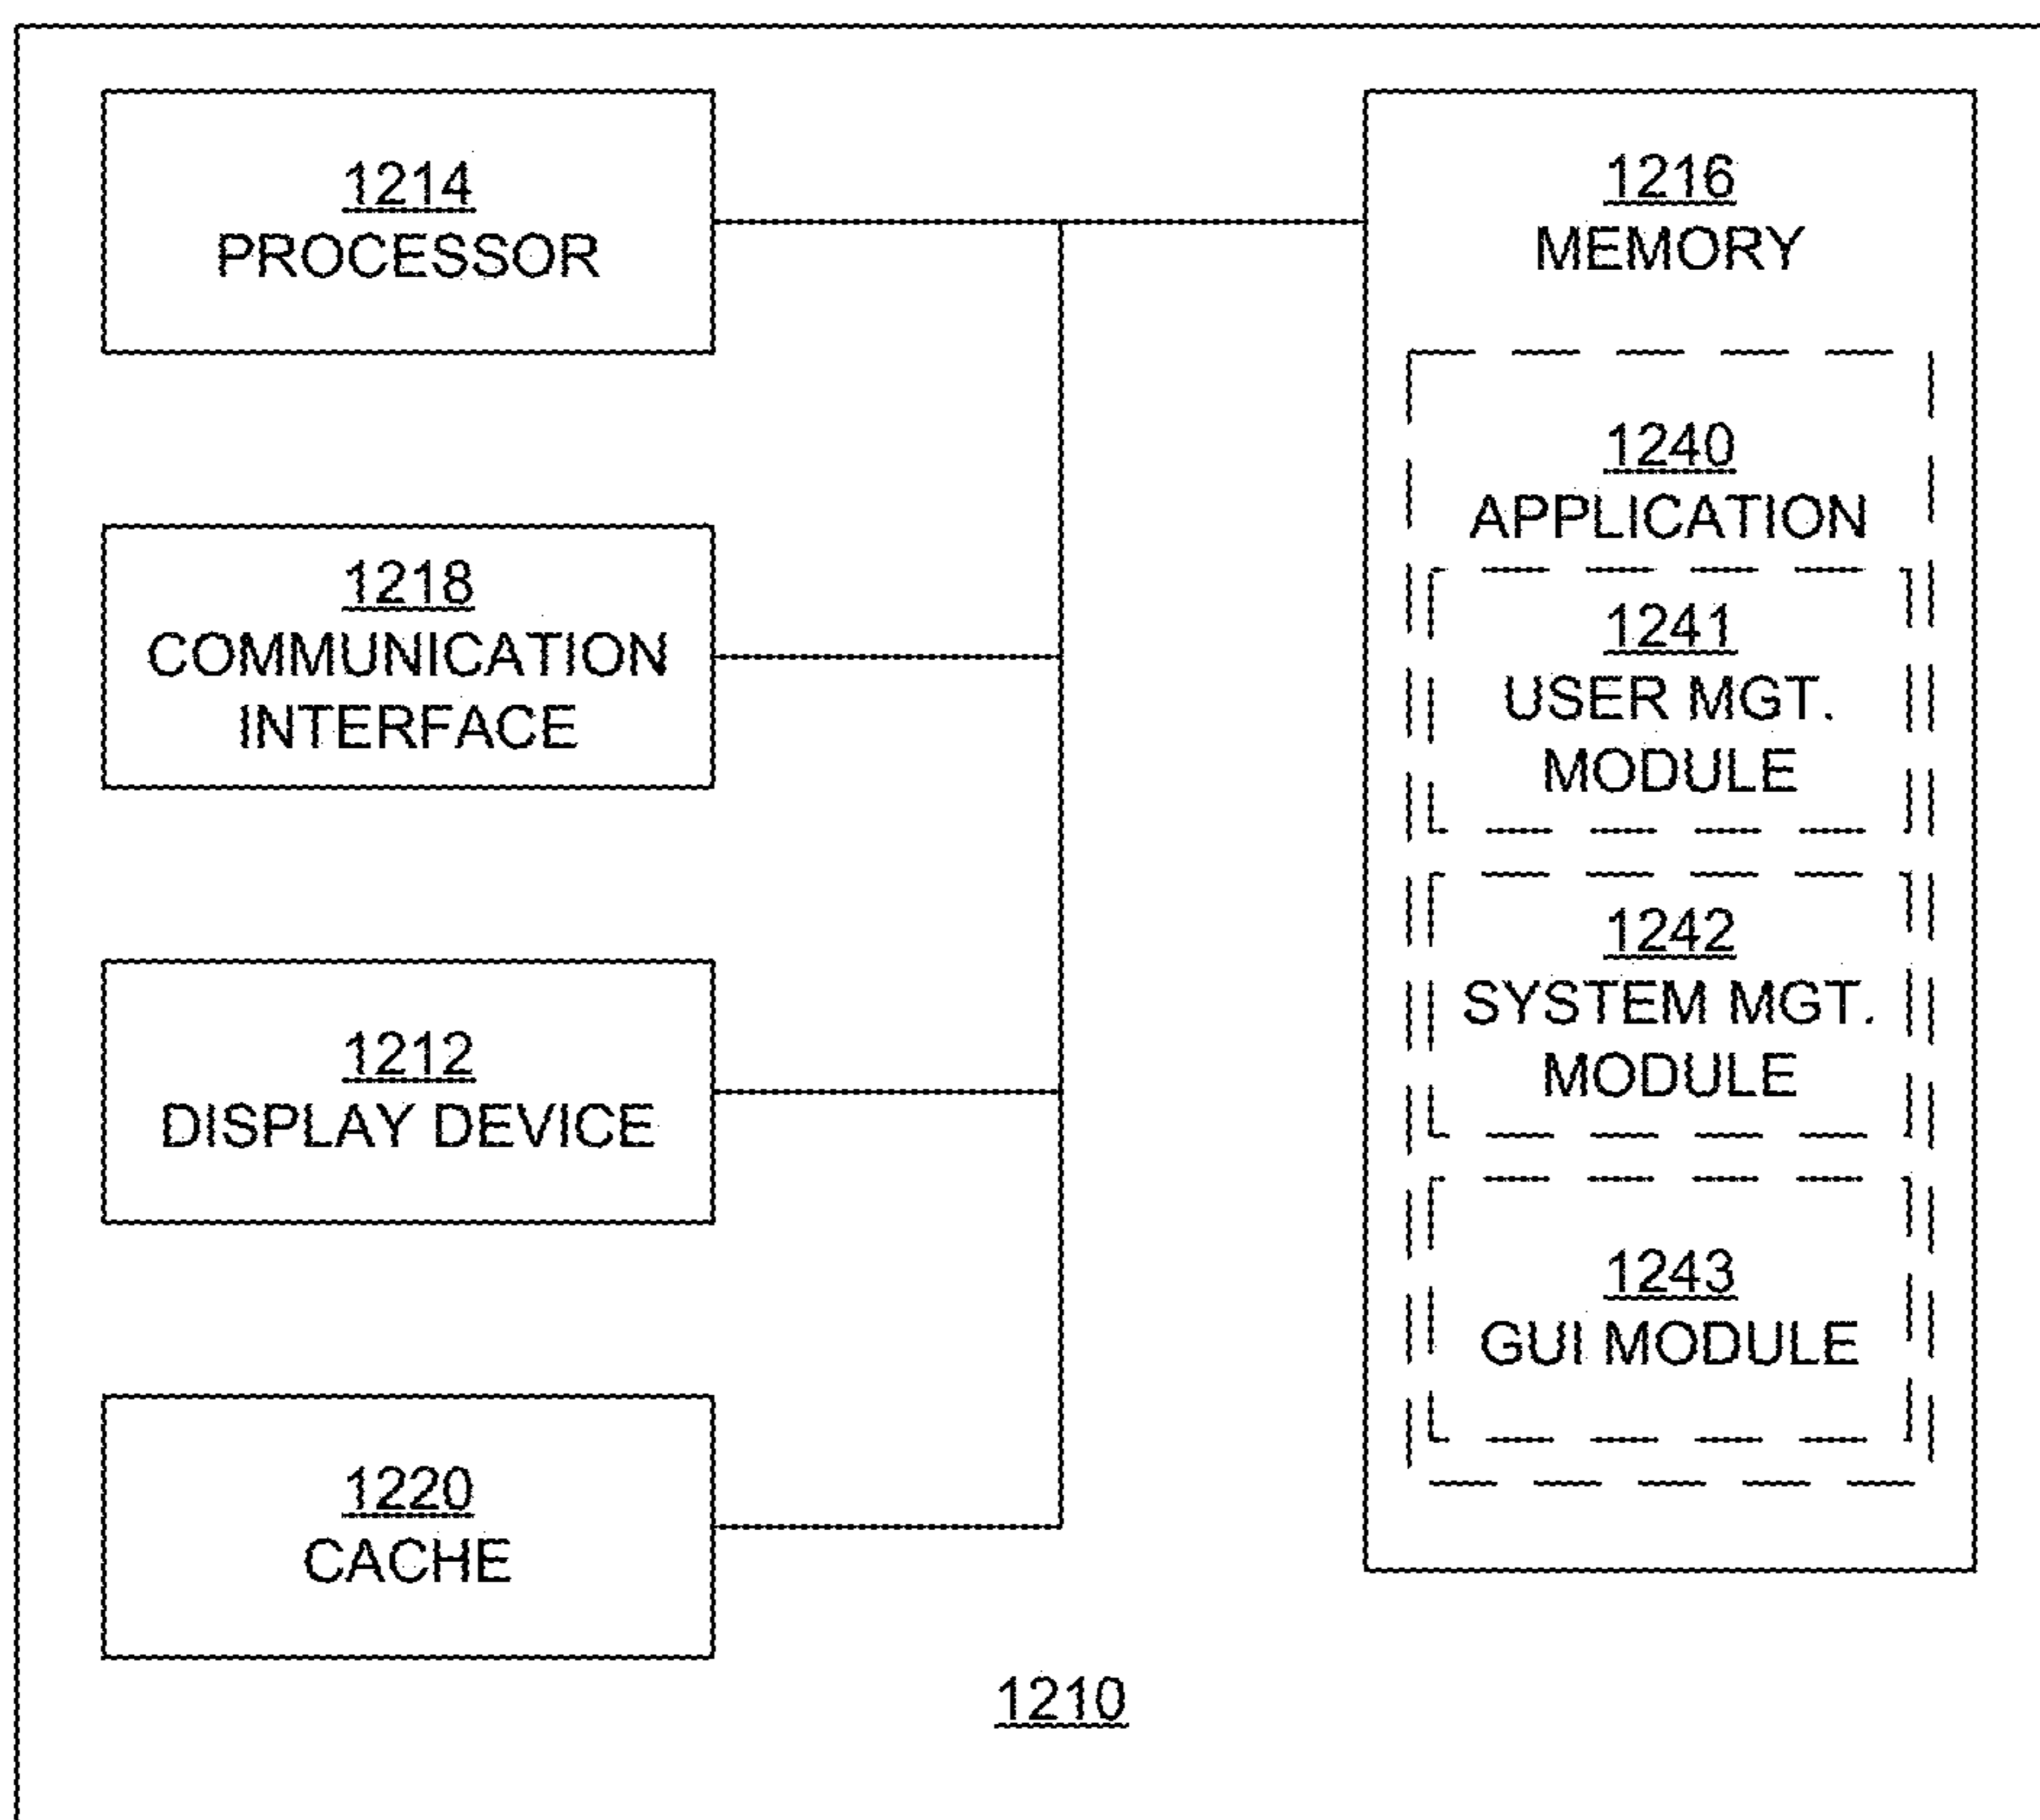 1214
PROCESSOR
1218
COMMUNICATION
INTERFACE
1212
DISPLAY DEVICE
1220
CACHE
1216
MEMORY
1240
APPLICATION
1241
USER MGT.
MODULE
1242
SYSTEM MGT.
MODULE
1243
GUI MODULE
1210